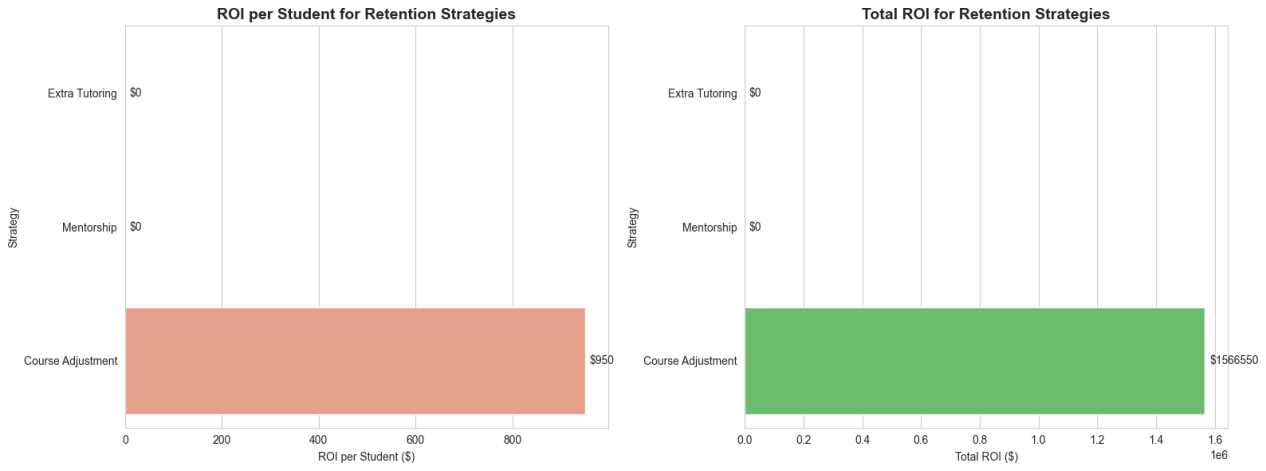 ROI per Student for Retention Strategies
Extra Tutoring
$0
Mentorship
$0
Course Adjustment
$950
Strategy
0 200 400 600 800
ROI per Student ($)
Total ROI for Retention Strategies
Extra Tutoring
$0
Mentorship
$0
Course Adjustment
$1566550
Strategy
0.0 0.2 0.4 0.6 0.8 1.0 1.2 1.4 1.6
1e6
Total ROI ($)